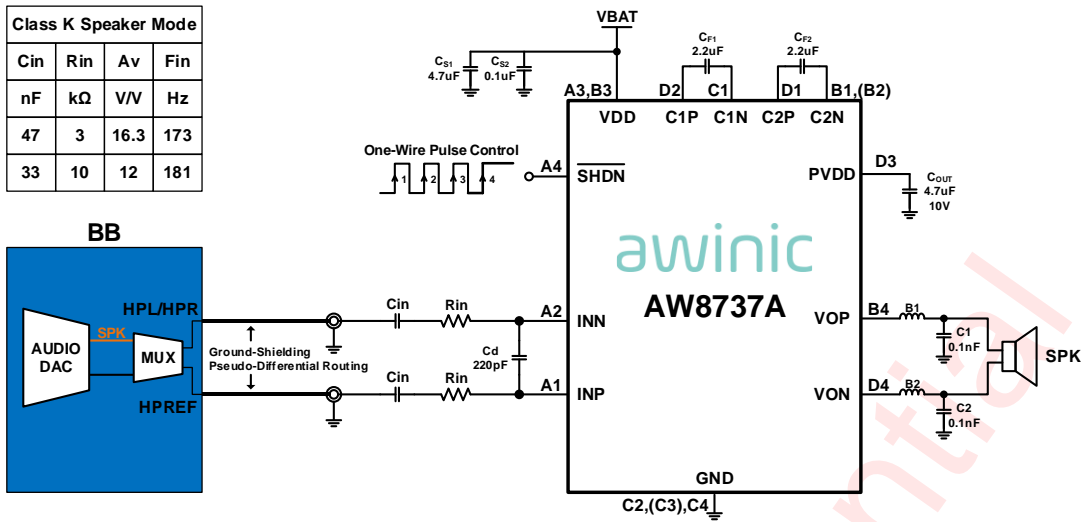 Class K Speaker Mode
Cin Rin Av Fin
nF kΩ V/V Hz
47 3 16.3 173
33 10 12 181
VBAT
CS1
4.7uF
CS2
0.1uF
CF1
2.2uF
CF2
2.2uF
A3,B3 D2 C1 D1 B1,(B2)
VDD C1P C1N C2P C2N
One-Wire Pulse Control
1 2 3 4
A4
SHDN
PVDD
D3
COUT
4.7uF
10V
awinic
AW8737A
BB
HPL/HPR
AUDIO
DAC
SPK
MUX
HPREF
Ground-Shielding
Pseudo-Differential Routing
Cin Rin
A2
INN
Cd
220pF
Cin Rin
A1
INP
VOP
B4
B1
C1
0.1nF
SPK
VON
D4
B2
C2
0.1nF
GND
C2,(C3),C4
ntial